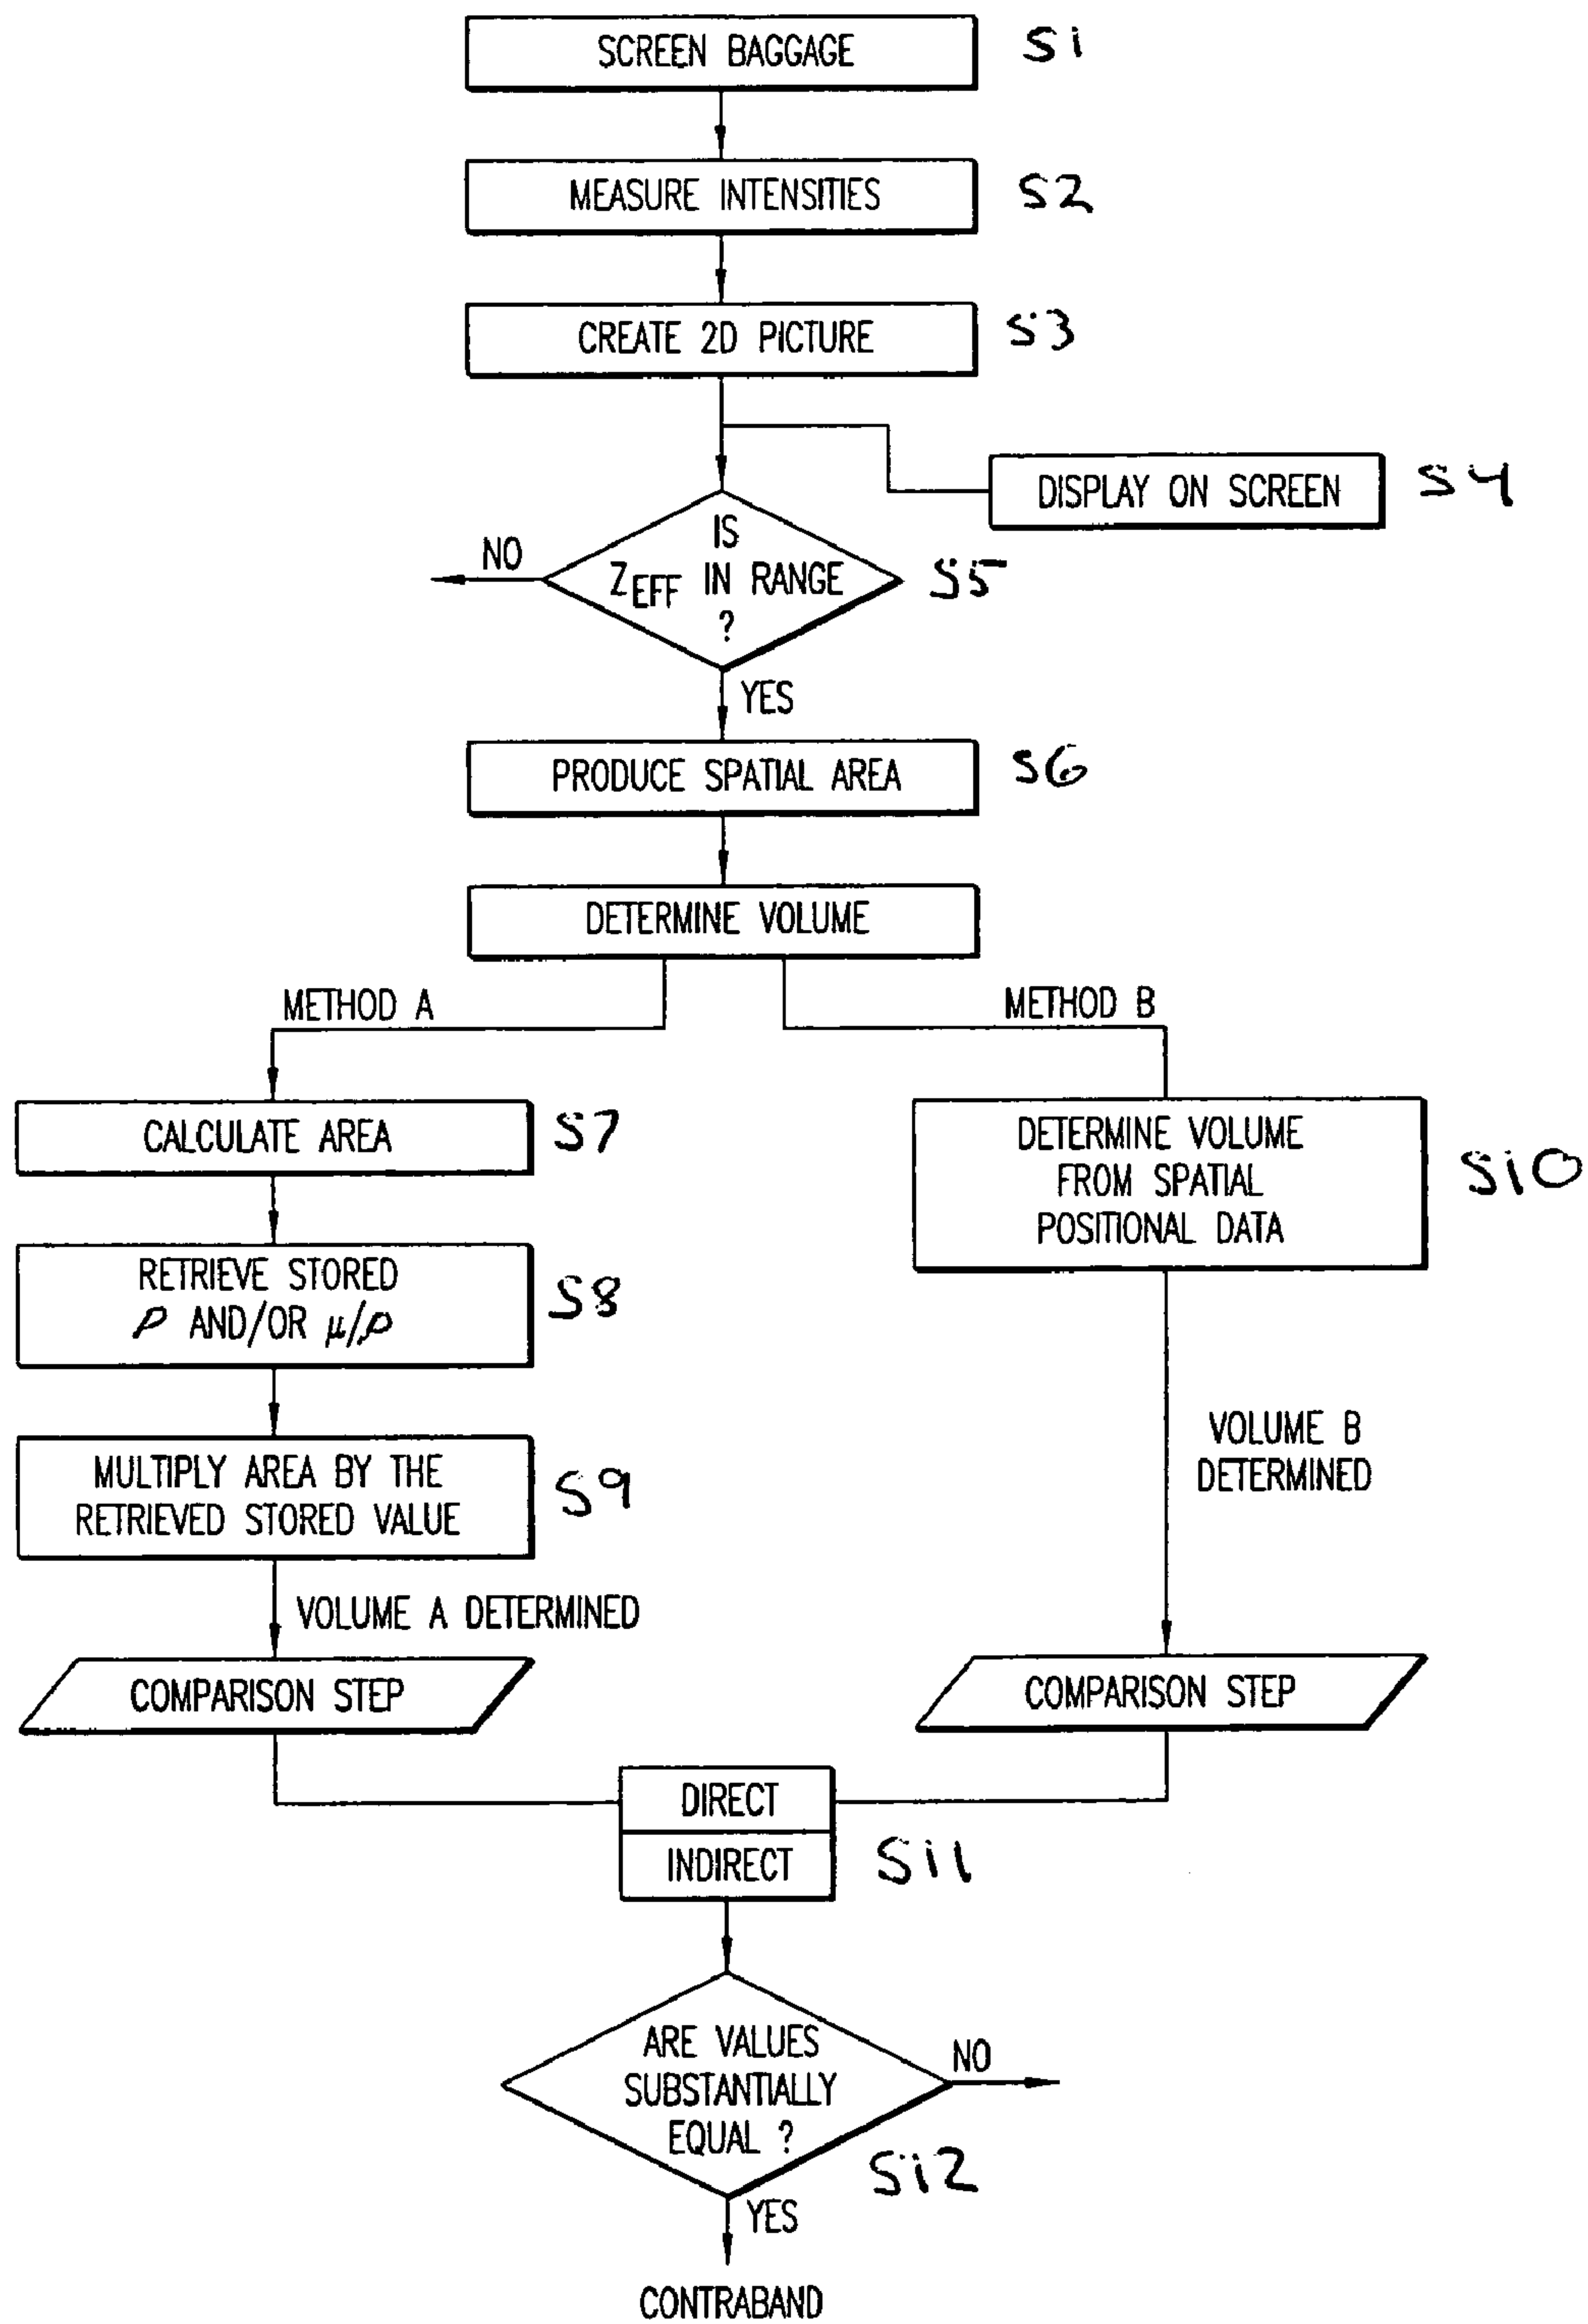 SCREEN BAGGAGE
S1
MEASURE INTENSITIES
S2
CREATE 2D PICTURE
S3
DISPLAY ON SCREEN
S4
IS
Z_EFF IN RANGE
?
S5
NO
YES
PRODUCE SPATIAL AREA
S6
DETERMINE VOLUME
METHOD A
METHOD B
CALCULATE AREA
S7
DETERMINE VOLUME
FROM SPATIAL
POSITIONAL DATA
S10
RETRIEVE STORED
ρ AND/OR μ/ρ
S8
MULTIPLY AREA BY THE
RETRIEVED STORED VALUE
S9
VOLUME B
DETERMINED
VOLUME A DETERMINED
COMPARISON STEP
COMPARISON STEP
DIRECT
INDIRECT
S11
ARE VALUES
SUBSTANTIALLY
EQUAL ?
NO
S12
YES
CONTRABAND